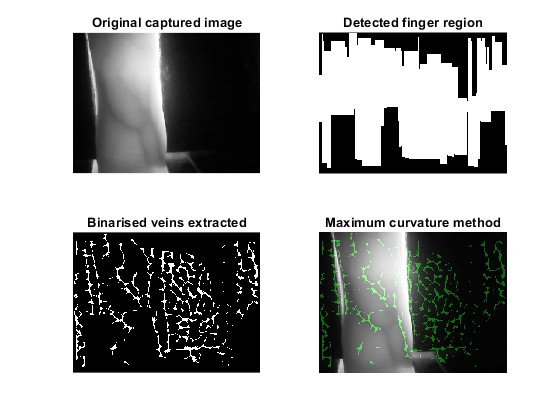 Original captured image
Detected finger region
Binarised veins extracted
Maximum curvature method